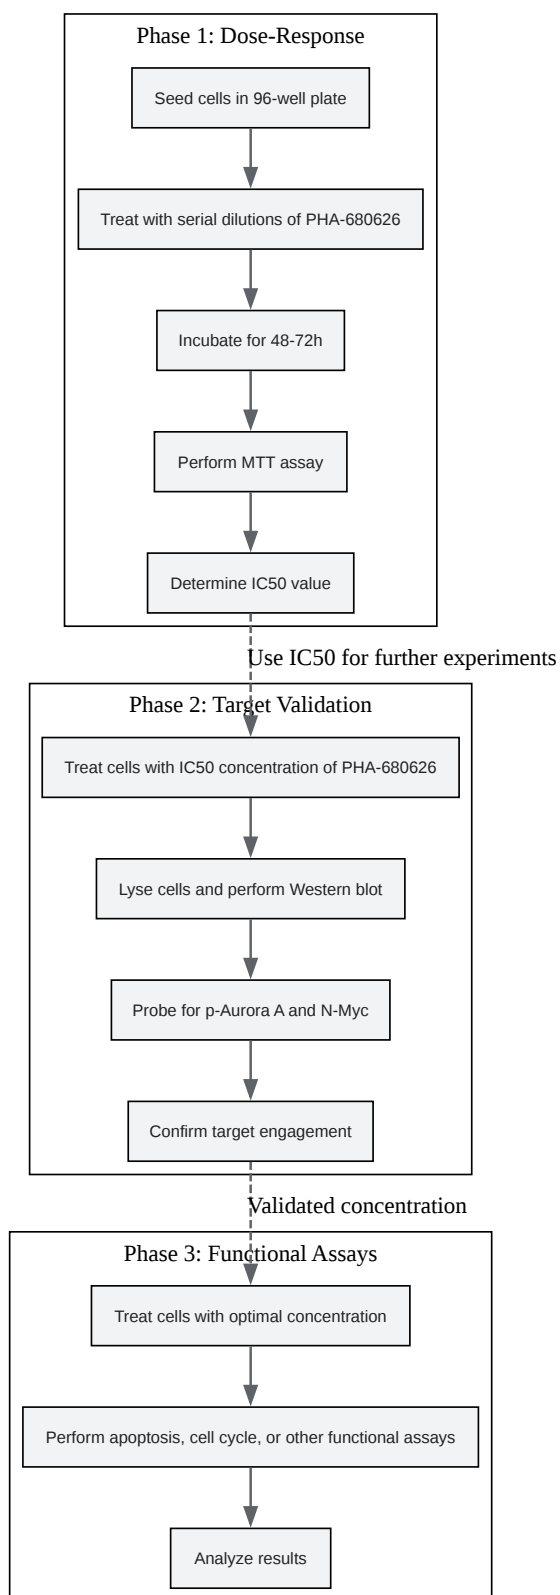 Phase 1: Dose-Response
Seed cells in 96-well plate
Treat with serial dilutions of PHA-680626
Incubate for 48-72h
Perform MTT assay
Determine IC50 value
Use IC50 for further experiments
Phase 2: Target Validation
Treat cells with IC50 concentration of PHA-680626
Lyse cells and perform Western blot
Probe for p-Aurora A and N-Myc
Confirm target engagement
Validated concentration
Phase 3: Functional Assays
Treat cells with optimal concentration
Perform apoptosis, cell cycle, or other functional assays
Analyze results